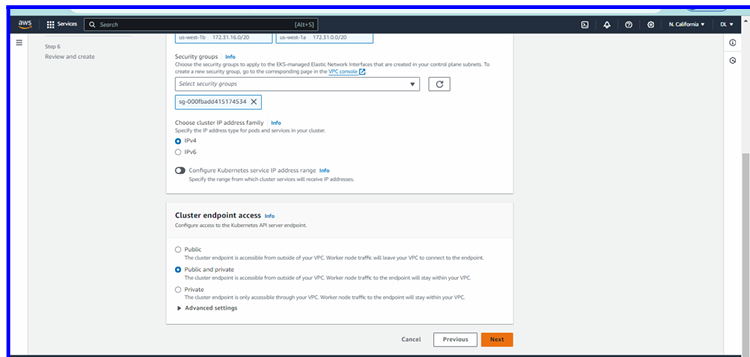 aws
Services
Search
[Alt+S]
N. California
DL
Step 6
Review and create
us-west-1b 172.31.16.0/20
us-west-1a 172.31.0.0/20
Security groups Info
Choose the security groups to apply to the EKS-managed Elastic Network Interfaces that are created in your control plane subnets. To
create a new security group, go to the corresponding page in the VPC console
Select security groups
sg-000fbadd415174534
Choose cluster IP address family Info
Specify the IP address type for pods and services in your cluster.
IPv4
IPv6
Configure Kubernetes service IP address range Info
Specify the range from which cluster services will receive IP addresses.
Cluster endpoint access Info
Configure access to the Kubernetes API server endpoint.
Public
The cluster endpoint is accessible from outside of your VPC. Worker node traffic will leave your VPC to connect to the endpoint.
Public and private
The cluster endpoint is accessible from outside of your VPC. Worker node traffic to the endpoint will stay within your VPC.
Private
The cluster endpoint is only accessible through your VPC. Worker node traffic to the endpoint will stay within your VPC.
Advanced settings
Cancel
Previous
Next